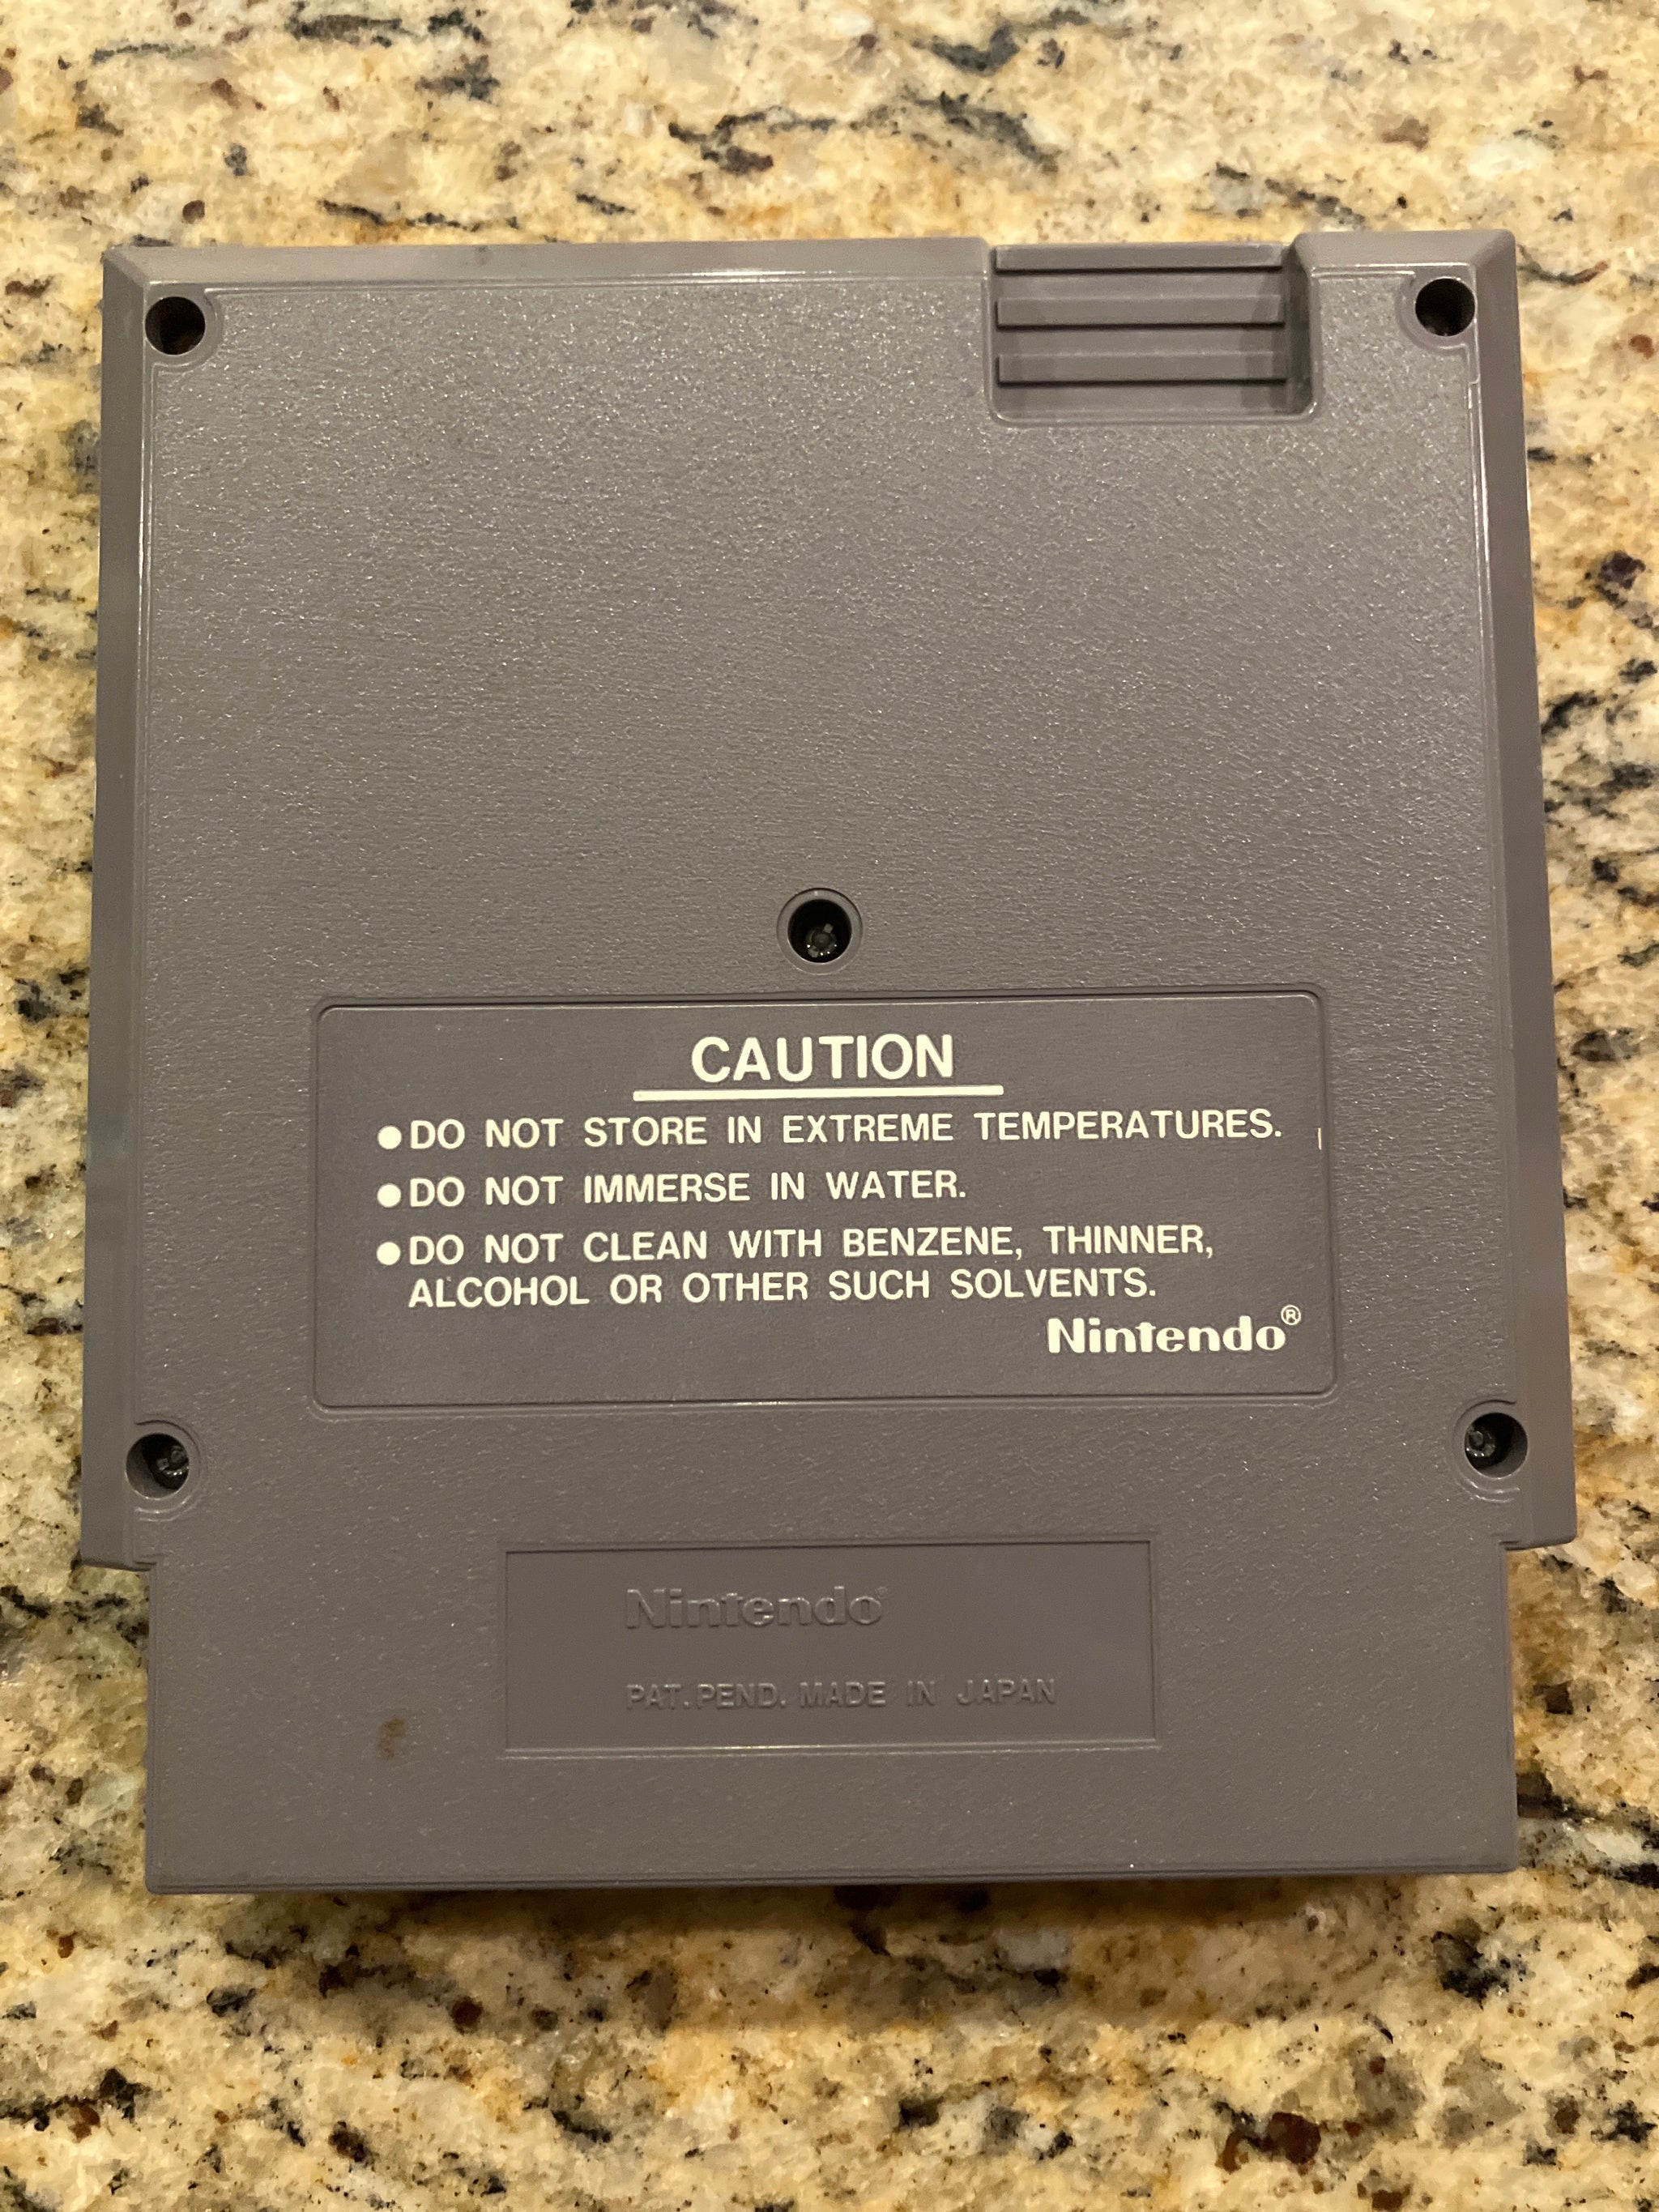 CAUTION
●DO NOT STORE IN EXTREME TEMPERATURES.
●DO NOT IMMERSE IN WATER.
●DO NOT CLEAN WITH BENZENE, THINNER,
ALCOHOL OR OTHER SUCH SOLVENTS.
Nintendo®
Nintendo®
PAT. PEND. MADE IN JAPAN